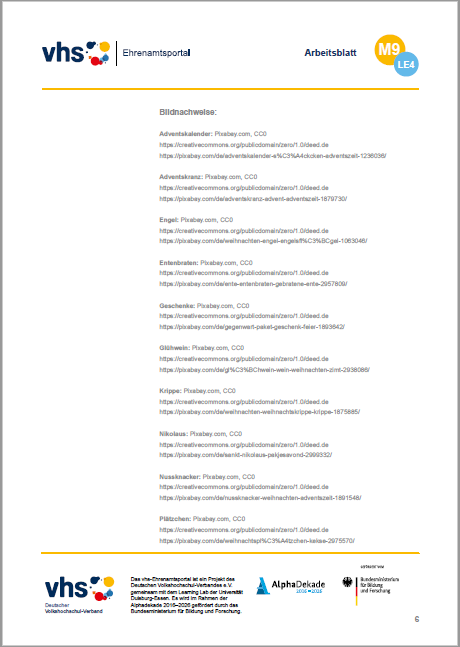 vhs
Ehrenamtsportal
Arbeitsblatt
M9
LE4
Bildnachweise:
Adventskalender: Pixabay.com, CC0
https://creativecommons.org/publicdomain/zero/1.0/deed.de
https://pixabay.com/de/adventskalender-s%C3%A4ckcken-adventszeit-1236036/
Adventskranz: Pixabay.com, CC0
https://creativecommons.org/publicdomain/zero/1.0/deed.de
https://pixabay.com/de/adventskranz-advent-adventszeit-1879730/
Engel: Pixabay.com, CC0
https://creativecommons.org/publicdomain/zero/1.0/deed.de
https://pixabay.com/de/weihnachten-engel-engelsfl%C3%BCgel-1063046/
Entenbraten: Pixabay.com, CC0
https://creativecommons.org/publicdomain/zero/1.0/deed.de
https://pixabay.com/de/ente-entenbraten-gebratene-ente-2957809/
Geschenke: Pixabay.com, CC0
https://creativecommons.org/publicdomain/zero/1.0/deed.de
https://pixabay.com/de/gegenwert-paket-geschenk-feier-1893642/
Glühwein: Pixabay.com, CC0
https://creativecommons.org/publicdomain/zero/1.0/deed.de
https://pixabay.com/de/gl%C3%BChwein-wein-weihnachten-zimt-2938086/
Krippe: Pixabay.com, CC0
https://creativecommons.org/publicdomain/zero/1.0/deed.de
https://pixabay.com/de/weihnachten-weihnachtskrippe-krippe-1875885/
Nikolaus: Pixabay.com, CC0
https://creativecommons.org/publicdomain/zero/1.0/deed.de
https://pixabay.com/de/sankt-nikolaus-pakjesavond-2999332/
Nussknacker: Pixabay.com, CC0
https://creativecommons.org/publicdomain/zero/1.0/deed.de
https://pixabay.com/de/nussknacker-weihnachten-adventszeit-1891546/
Plätzchen: Pixabay.com, CC0
https://creativecommons.org/publicdomain/zero/1.0/deed.de
https://pixabay.com/de/weihnachtspl%C3%A4tzchen-kekse-2975570/
vhs
Deutscher
Volkshochschul-Verband
Das vhs-Ehrenamtsportal ist ein Projekt des
Deutschen Volkshochschul-Verbandes e.V.
gemeinsam mit dem Learning Lab der Universität
Duisburg-Essen. Es wird im Rahmen der
Alphadekade 2016–2026 gefördert durch das
Bundesministerium für Bildung und Forschung.
AlphaDekade
2016–2026
GEFÖRDERT VOM
Bundesministerium
für Bildung
und Forschung
6